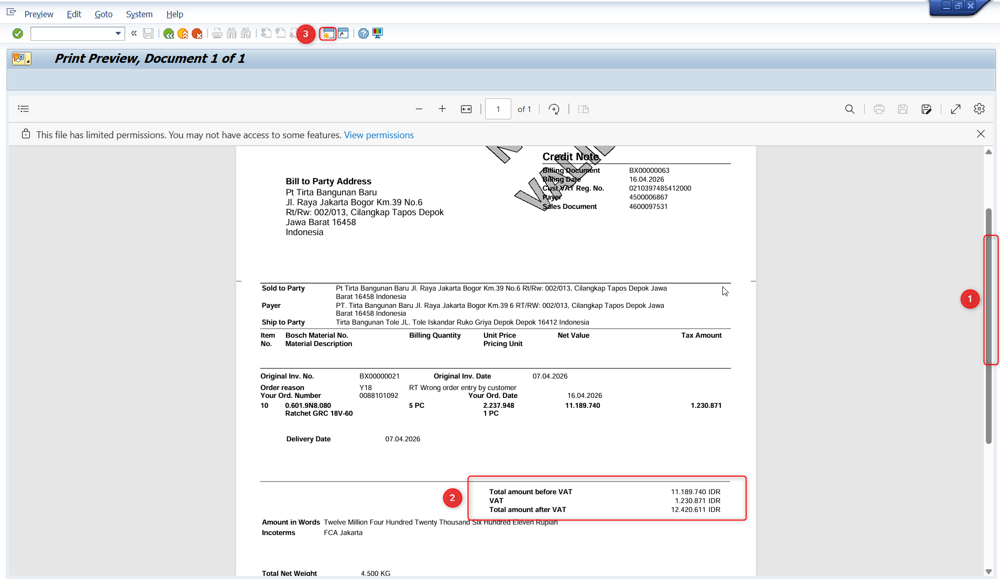 Preview Edit Goto System Help
3
Print Preview, Document 1 of 1
1 of 1
This file has limited permissions. You may not have access to some features. View permissions
Credit Note
Billing Document BX00000063
Billing Date 16.04.2026
Cust VAT Reg. No. 0210397485412000
Payer 4500006867
Sales Document 4600097531
Bill to Party Address
Pt Tirta Bangunan Baru
Jl. Raya Jakarta Bogor Km.39 No.6
Rt/Rw: 002/013, Cilangkap Tapos Depok
Jawa Barat 16458
Indonesia
Sold to Party Pt Tirta Bangunan Baru Jl. Raya Jakarta Bogor Km.39 No.6 Rt/Rw: 002/013, Cilangkap Tapos Depok Jawa
Barat 16458 Indonesia
Payer PT. Tirta Bangunan Baru Jl. Raya Jakarta Bogor Km.39 6 RT/RW: 002/013, Cilangkap Tapos Depok Jawa
Barat 16458 Indonesia
Ship to Party Tirta Bangunan Tole JL. Tole Iskandar Ruko Griya Depok Depok 16412 Indonesia
1
Item Bosch Material No. Billing Quantity Unit Price Net Value Tax Amount
No. Material Description Pricing Unit
Original Inv. No. BX00000021 Original Inv. Date 07.04.2026
Order reason Y18 RT Wrong order entry by customer
Your Ord. Number 0088101092 Your Ord. Date 16.04.2026
10 0.601.9N8.080 5 PC 2.237.948 11.189.740 1.230.871
Ratchet GRC 18V-60 1 PC
Delivery Date 07.04.2026
2
Total amount before VAT 11.189.740 IDR
VAT 1.230.871 IDR
Total amount after VAT 12.420.611 IDR
Amount in Words Twelve Million Four Hundred Twenty Thousand Six Hundred Eleven Rupiah
Incoterms FCA Jakarta
Total Net Weight 4,500 KG